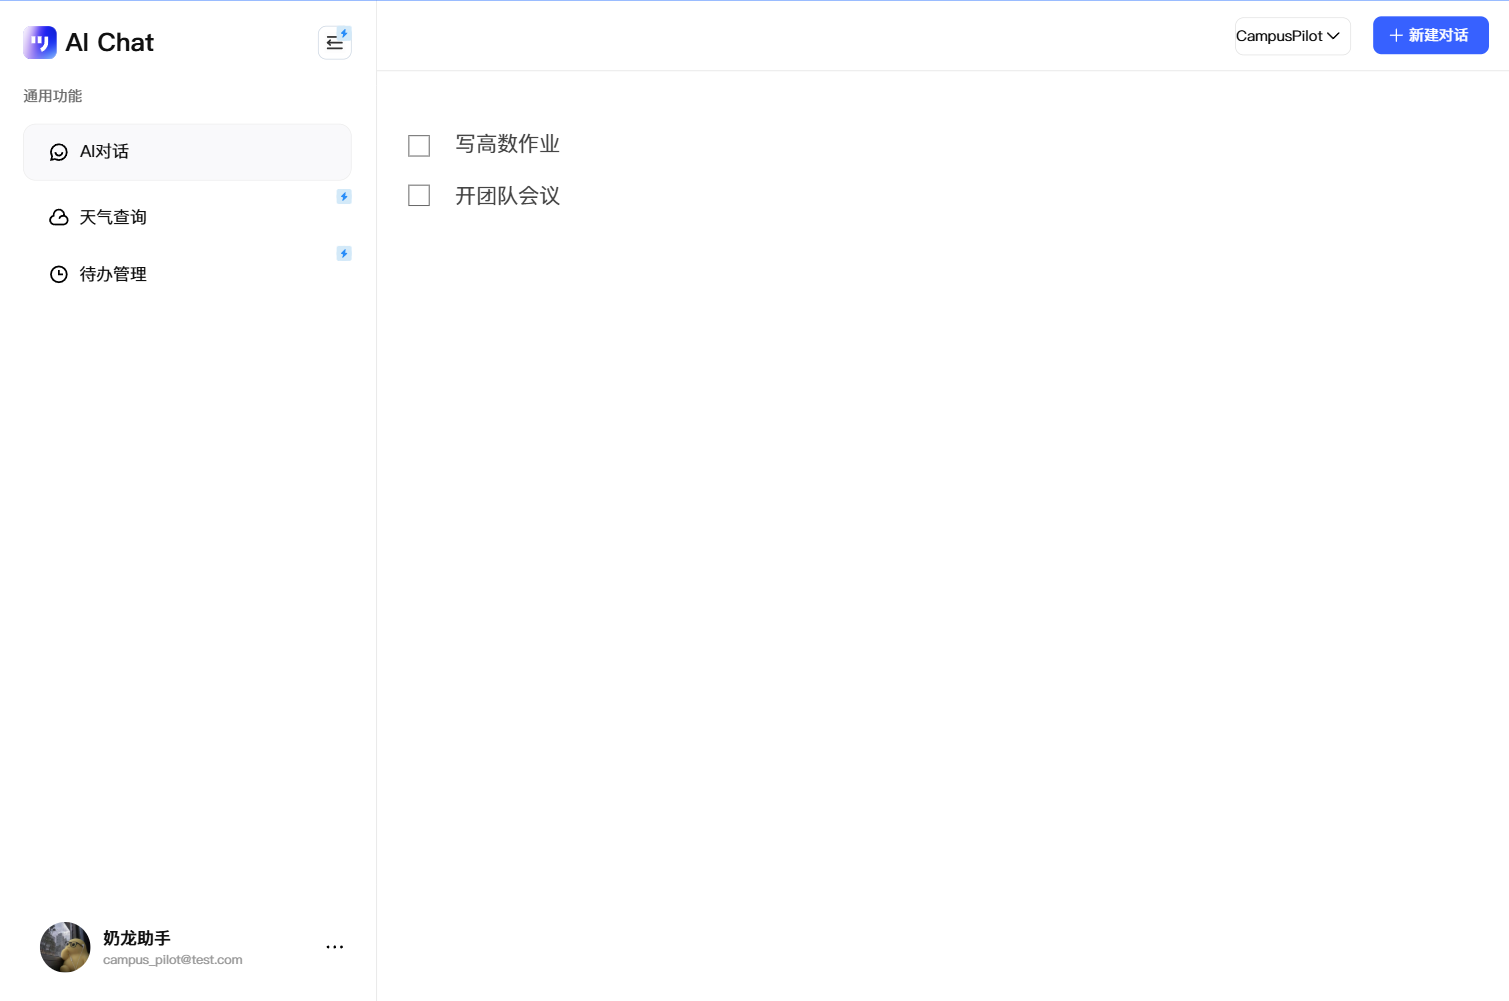 AI Chat
通用功能
AI对话
天气查询
待办管理
奶龙助手
campus_pilot@test.com
CampusPilot
新建对话
写高数作业
开团队会议